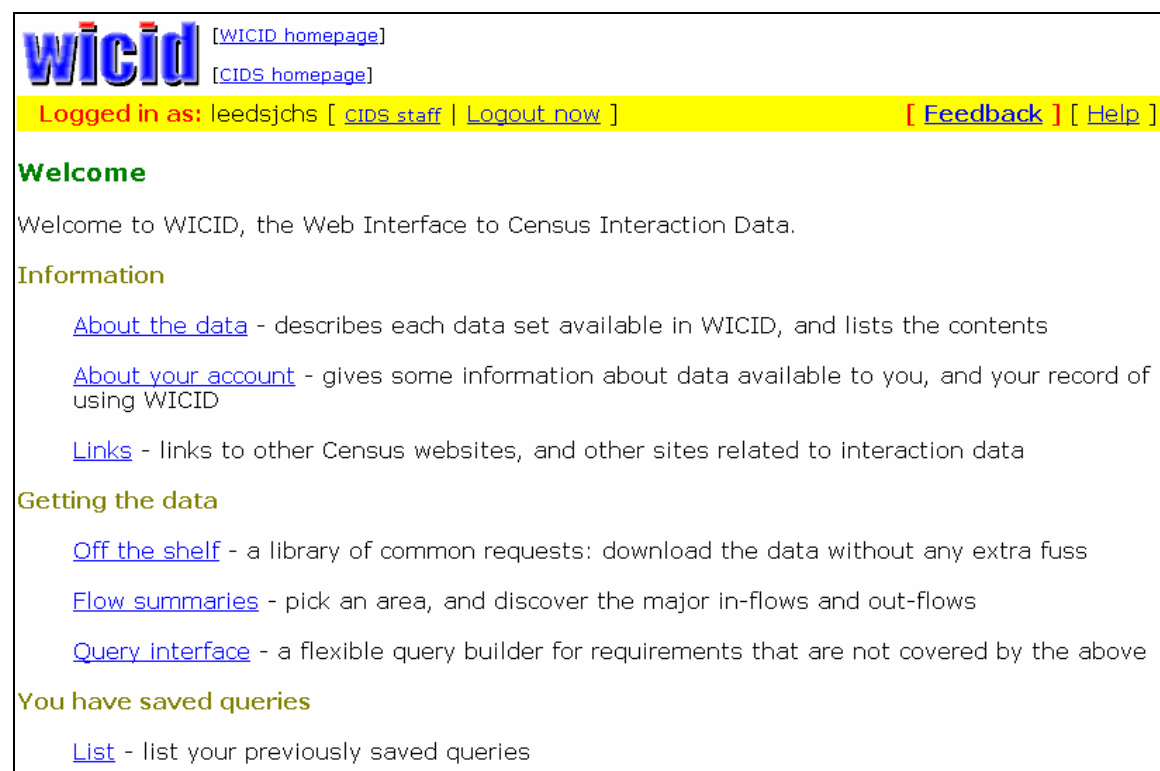 wicid [WICID homepage]
[CIDS homepage]
Logged in as: leedsjchs [ CIDS staff | Logout now ] [ Feedback ] [ Help ]
Welcome
Welcome to WICID, the Web Interface to Census Interaction Data.
Information
About the data - describes each data set available in WICID, and lists the contents
About your account - gives some information about data available to you, and your record of
using WICID
Links - links to other Census websites, and other sites related to interaction data
Getting the data
Off the shelf - a library of common requests: download the data without any extra fuss
Flow summaries - pick an area, and discover the major in-flows and out-flows
Query interface - a flexible query builder for requirements that are not covered by the above
You have saved queries
List - list your previously saved queries